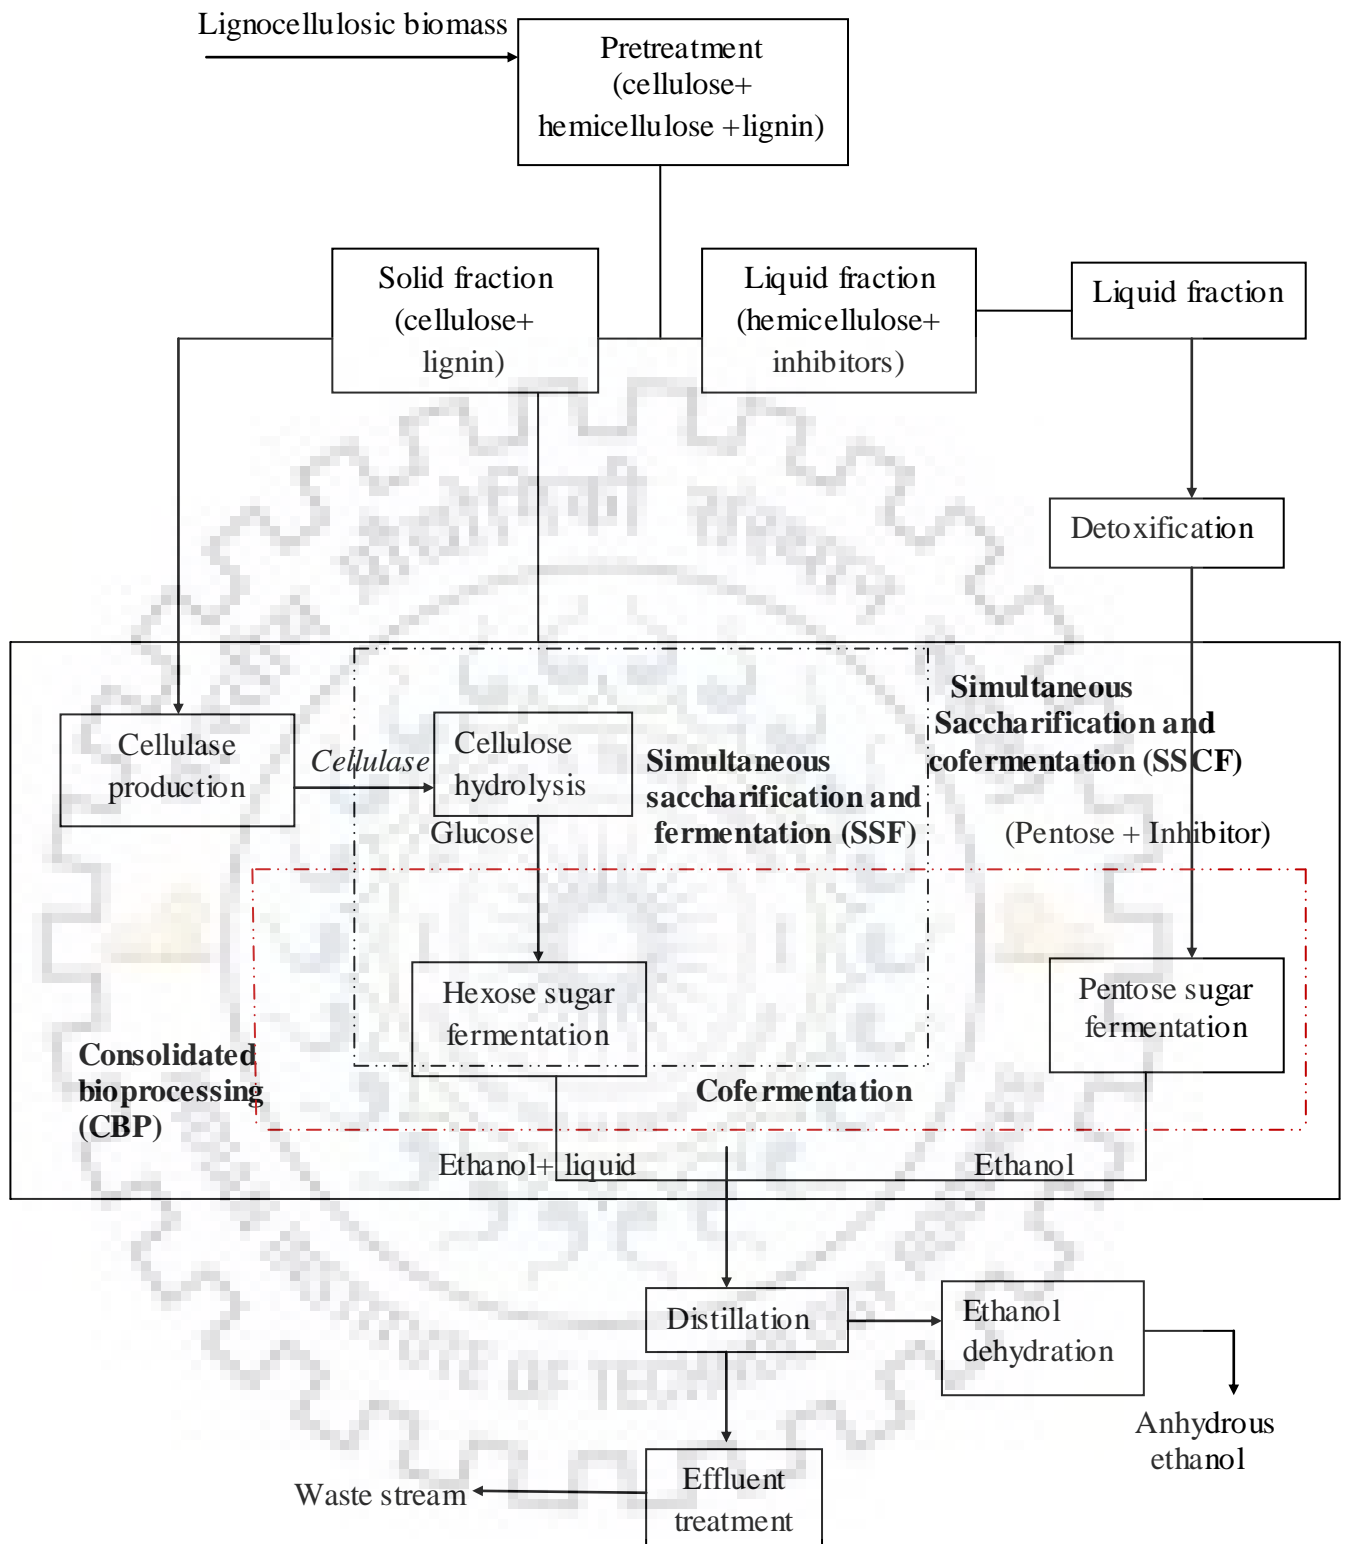 Lignocellulosic biomass
Pretreatment
(cellulose+
hemicellulose +lignin)
Solid fraction
(cellulose+
lignin)
Liquid fraction
(hemicellulose+
inhibitors)
Liquid fraction
Detoxification
Simultaneous
Saccharification and
cofermentation (SSCF)
Cellulase
production
Cellulase
Cellulose
hydrolysis
Simultaneous
saccharification and
fermentation (SSF)
Glucose
(Pentose + Inhibitor)
Hexose sugar
fermentation
Pentose sugar
fermentation
Consolidated
bioprocessing
(CBP)
Cofermentation
Ethanol+ liquid
Ethanol
Distillation
Ethanol
dehydration
Anhydrous
ethanol
Effluent
treatment
Waste stream
OF TECHN